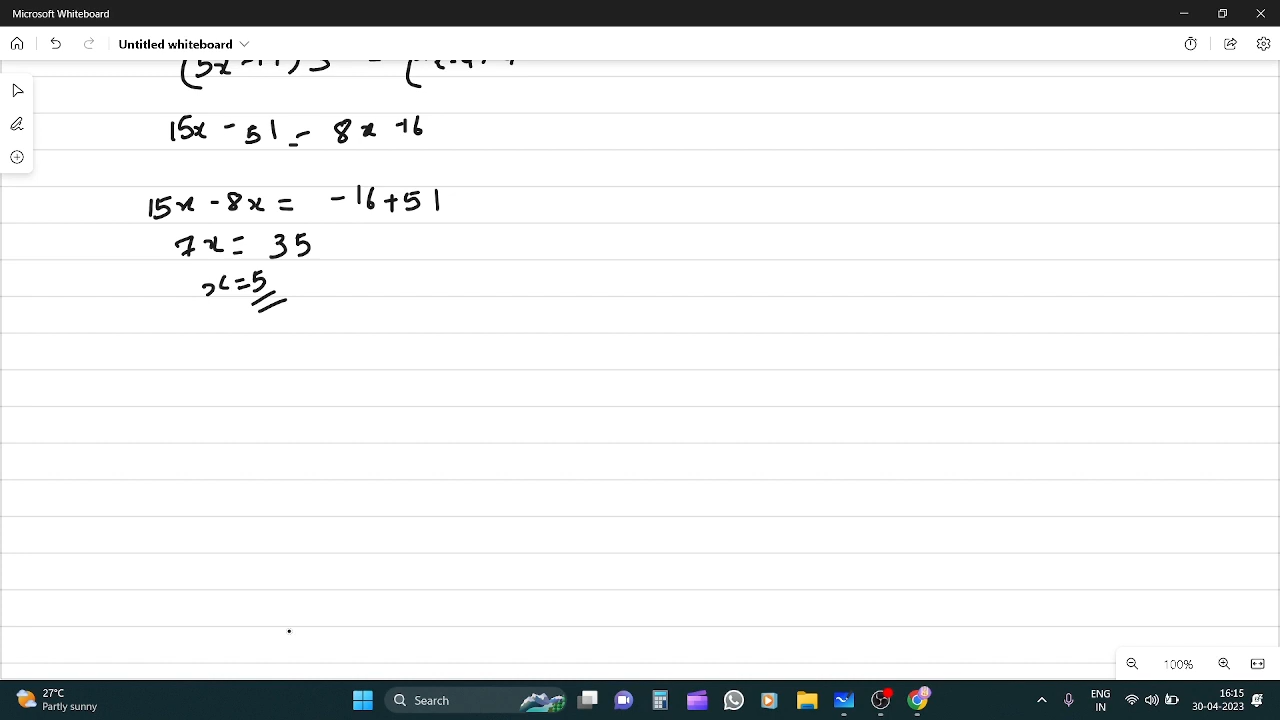 Microsoft Whiteboard
Untitled whiteboard
15x - 51 = 8x -16
15x - 8x = -16+51
7x = 35
x=5
100%
27°C
Partly sunny
Search
8
ENG
IN
16:15
30-04-2023